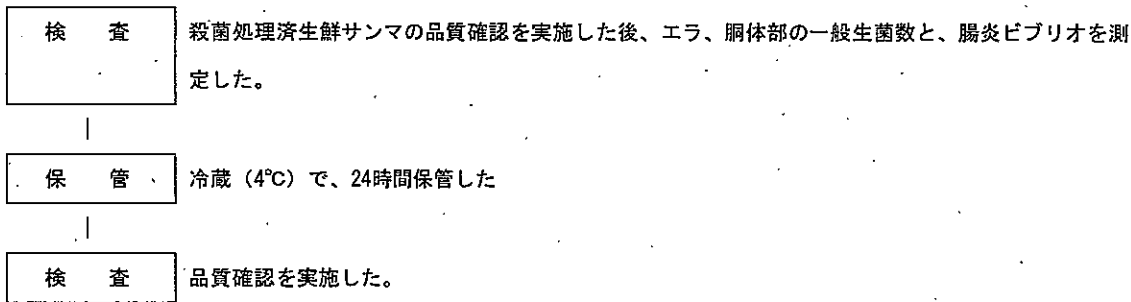 検　査　殺菌処理済生鮮サンマの品質確認を実施した後、エラ、胴体部の一般生菌数と、腸炎ビブリオを測
定した。
保　管　冷蔵（4℃）で、24時間保管した
検　査　品質確認を実施した。